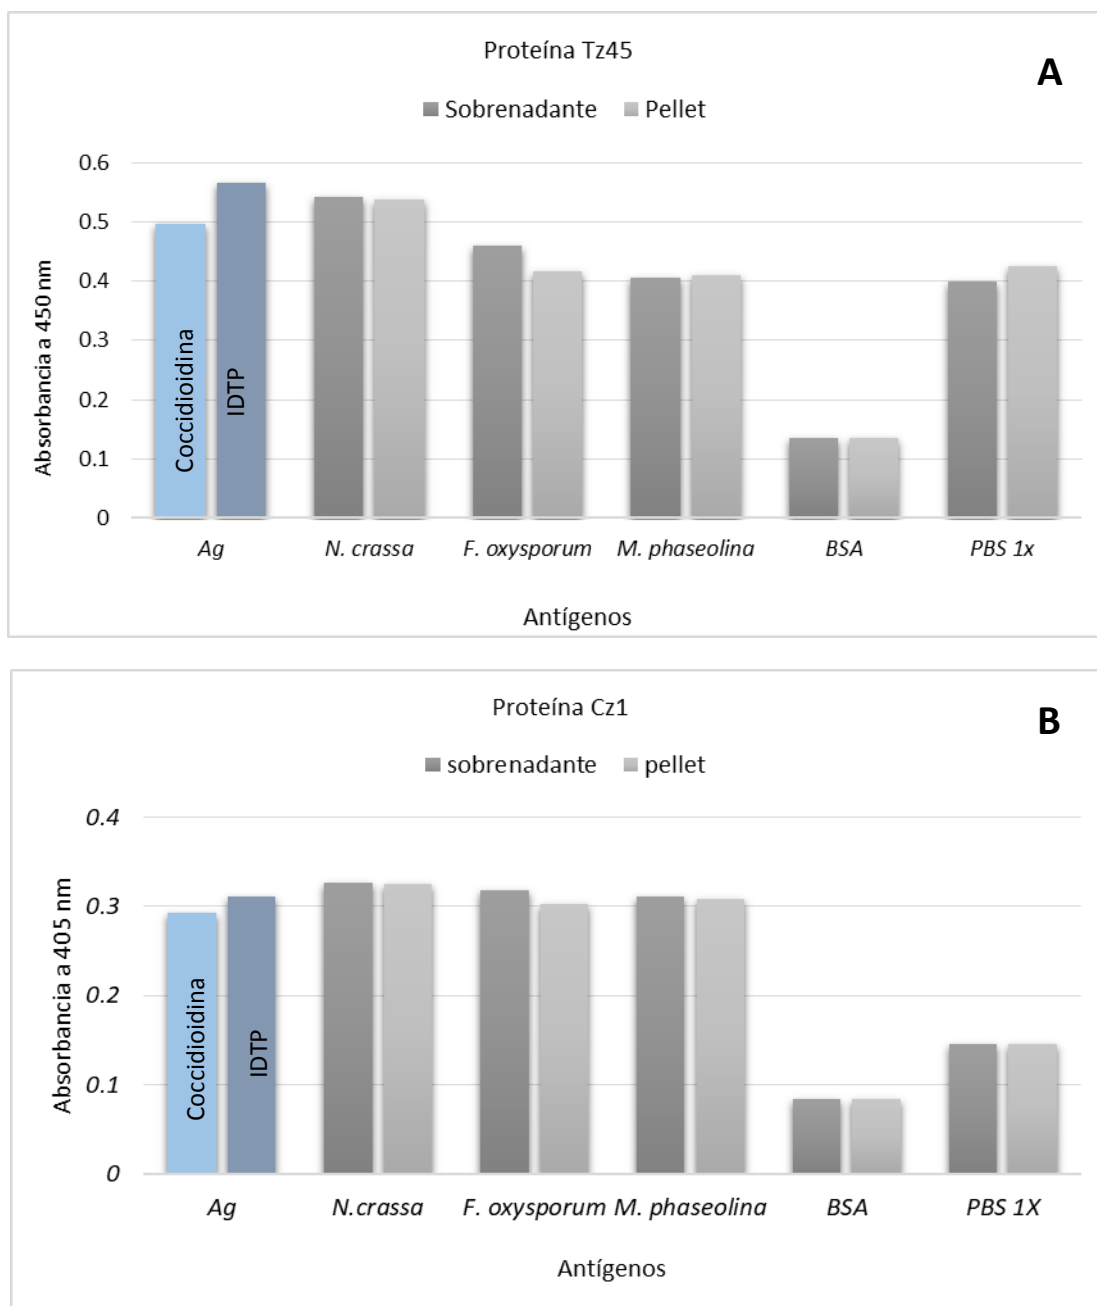 Proteína Tz45
A
Sobrenadante Pellet
0.6
0.5
0.4
0.3
0.2
0.1
0
Absorbancia a 450 nm
Coccidioidina
IDTP
Ag N. crassa F. oxysporum M. phaseolina BSA PBS 1x
Antígenos
Proteína Cz1
B
sobrenadante pellet
0.4
0.3
0.2
0.1
0
Absorbancia a 405 nm
Coccidioidina
IDTP
Ag N.crassa F. oxysporum M. phaseolina BSA PBS 1X
Antígenos